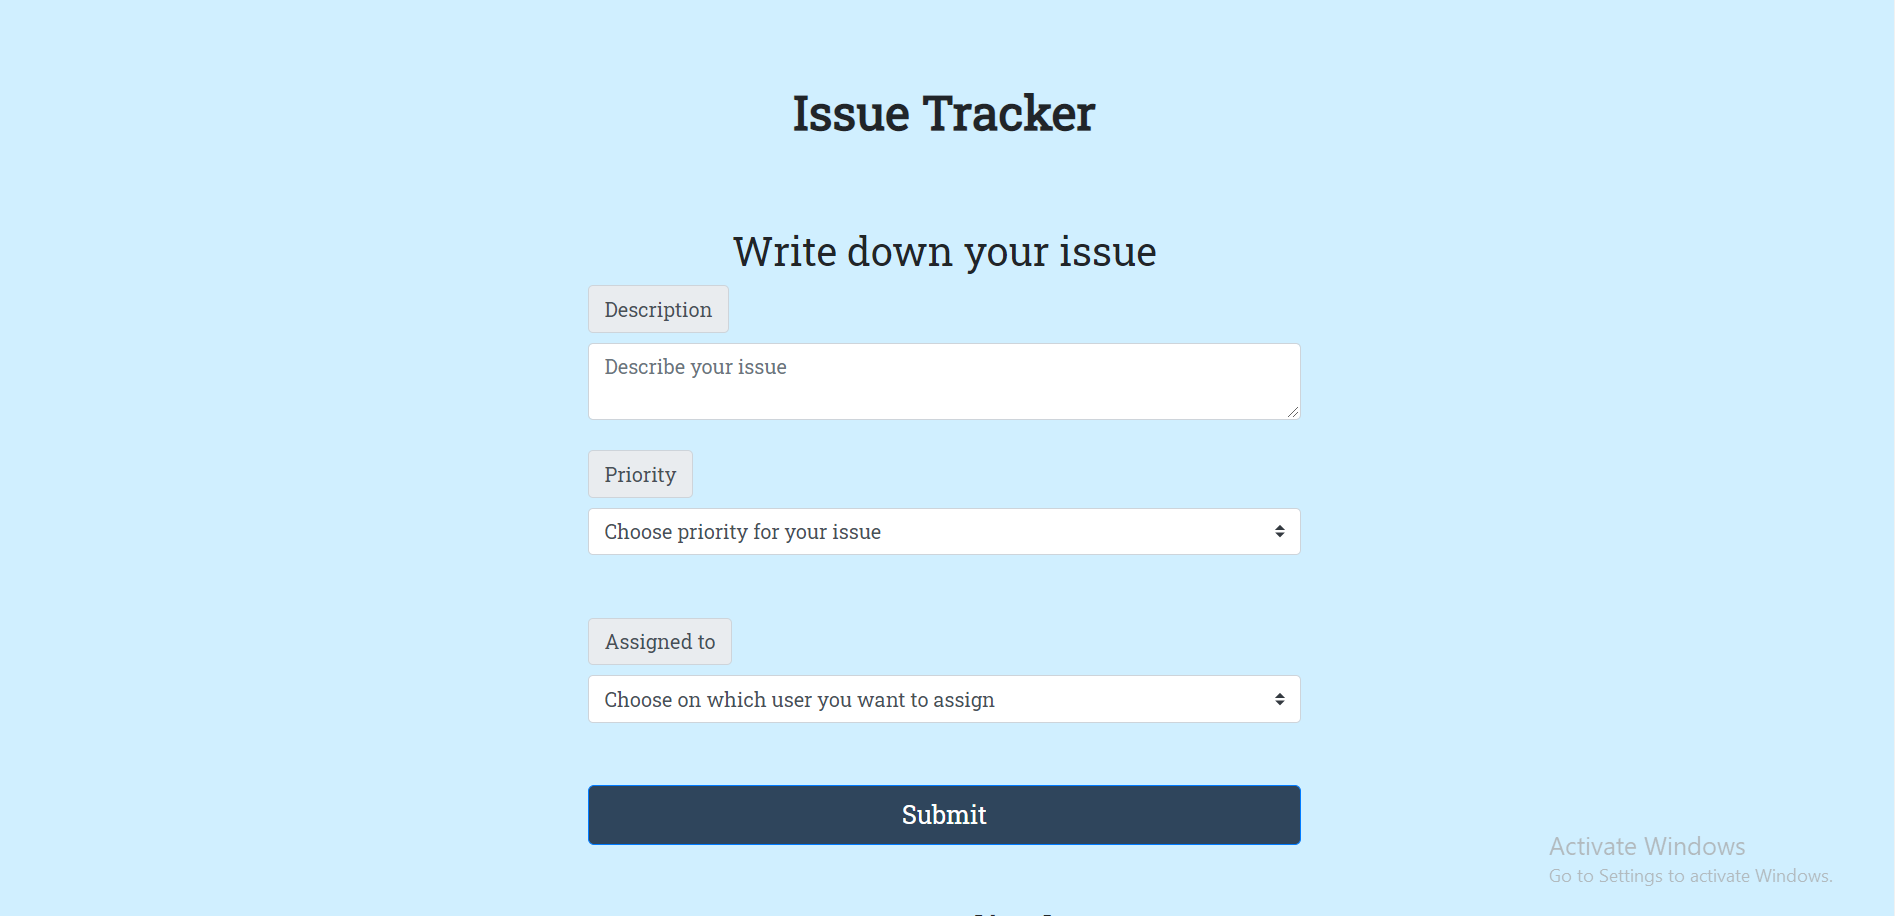 Issue Tracker
Write down your issue
Description
Describe your issue
Priority
Choose priority for your issue
Assigned to
Choose on which user you want to assign
Submit
Activate Windows
Go to Settings to activate Windows.